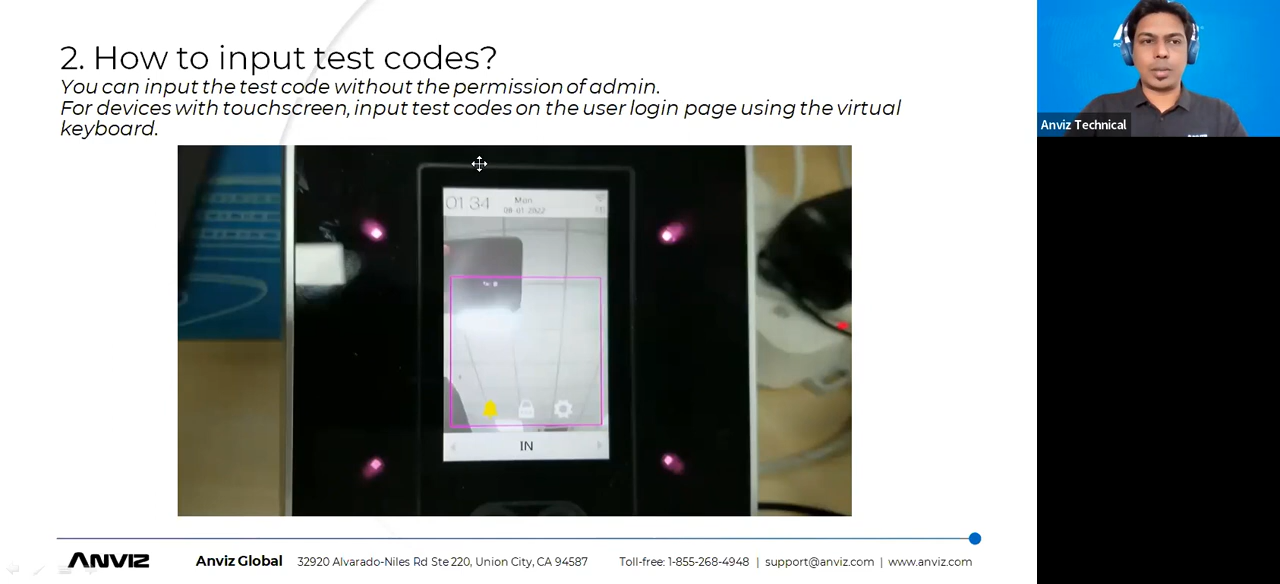 2. How to input test codes?
You can input the test code without the permission of admin.
For devices with touchscreen, input test codes on the user login page using the virtual
keyboard.
Anviz Technical
01 34
Mon
08-01-2022
IN
ANVIZ
Anviz Global
32920 Alvarado-Niles Rd Ste 220, Union City, CA 94587
Toll-free: 1-855-268-4948 | support@anviz.com | www.anviz.com